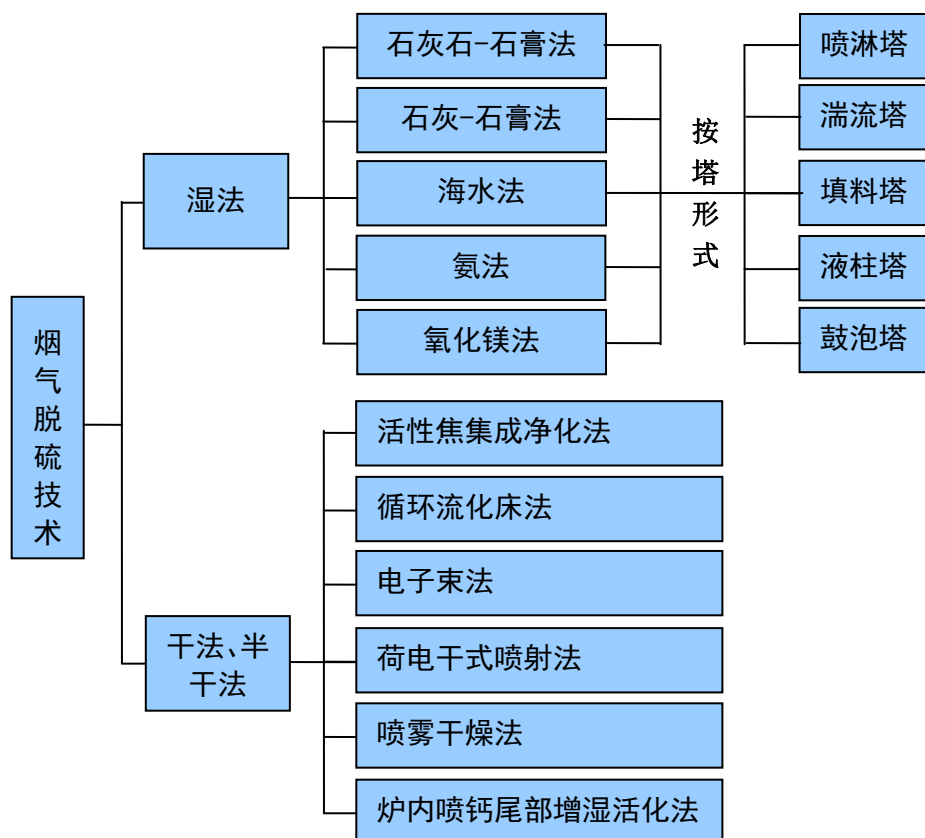 烟气脱硫技术
湿法
石灰石-石膏法
石灰-石膏法
海水法
氨法
氧化镁法
按塔形式
喷淋塔
湍流塔
填料塔
液柱塔
鼓泡塔
干法、半
干法
活性焦集成净化法
循环流化床法
电子束法
荷电干式喷射法
喷雾干燥法
炉内喷钙尾部增湿活化法